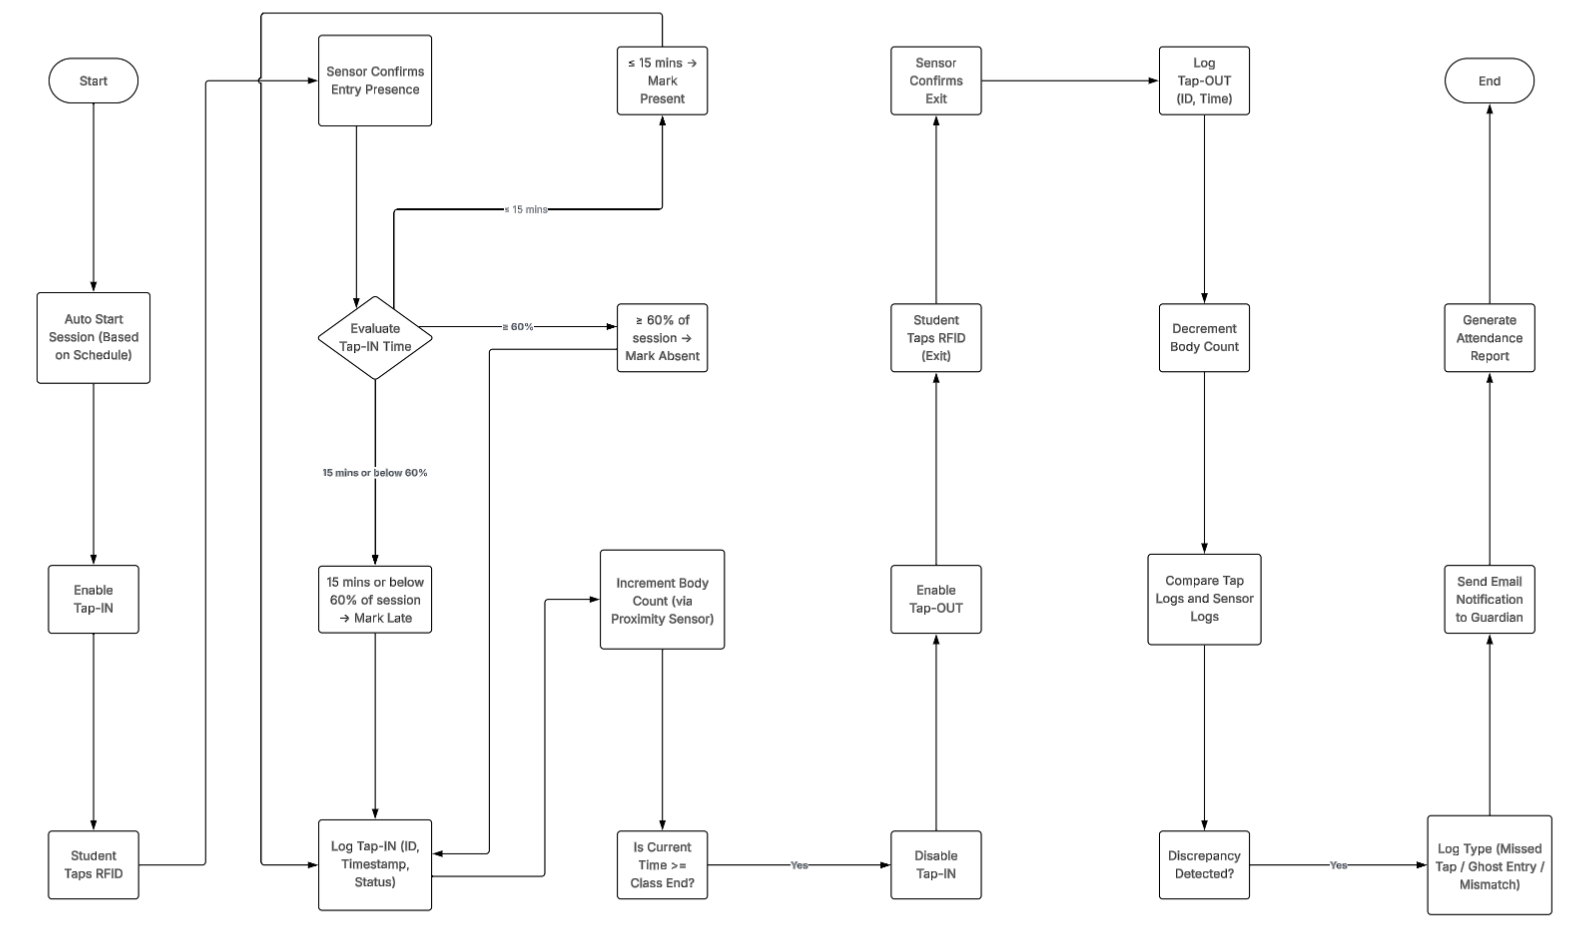 Start
Auto Start
Session (Based
on Schedule)
Enable
Tap-IN
Student
Taps RFID
Sensor Confirms
Entry Presence
Evaluate
Tap-IN Time
≤ 15 mins
≤ 15 mins →
Mark
Present
≥ 60%
≥ 60% of
session →
Mark Absent
15 mins or below 60%
15 mins or below
60% of session
→ Mark Late
Log Tap-IN (ID,
Timestamp,
Status)
Increment Body
Count (via
Proximity Sensor)
Is Current
Time >=
Class End?
Yes
Disable
Tap-IN
Enable
Tap-OUT
Student
Taps RFID
(Exit)
Sensor
Confirms
Exit
Log
Tap-OUT
(ID, Time)
Decrement
Body Count
Compare Tap
Logs and Sensor
Logs
Discrepancy
Detected?
Yes
Log Type (Missed
Tap / Ghost Entry /
Mismatch)
Send Email
Notification
to Guardian
Generate
Attendance
Report
End